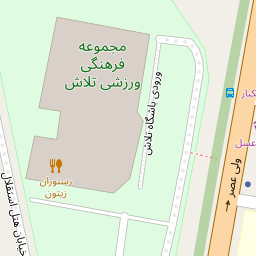 مجموعه
فرهنگی
ورزشی تلاش
ورودی باشگاه تلاش
رستوران
زیتون
ولی عصر
خیابان هتل استقلال